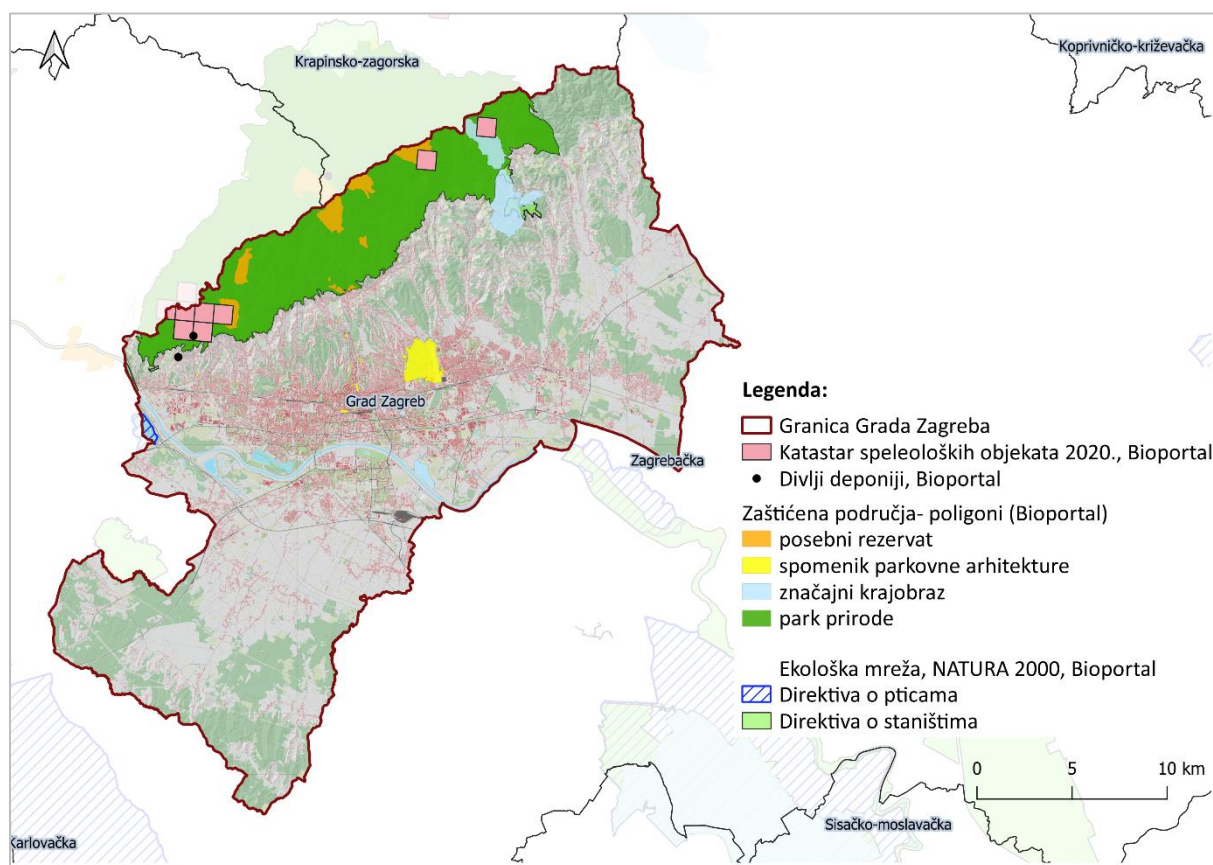 Krapinsko-zagorska
Koprivničko-križevačka
Grad Zagreb
Zagrebačka
Legenda:
Granica Grada Zagreba
Katastar speleoloških objekata 2020., Bioportal
Divlji deponiji, Bioportal
Zaštićena područja- poligoni (Bioportal)
posebni rezervat
spomenik parkovne arhitekture
značajni krajobraz
park prirode
Ekološka mreža, NATURA 2000, Bioportal
Direktiva o pticama
Direktiva o staništima
0 5 10 km
Sisačko-moslavačka
Karlovačka